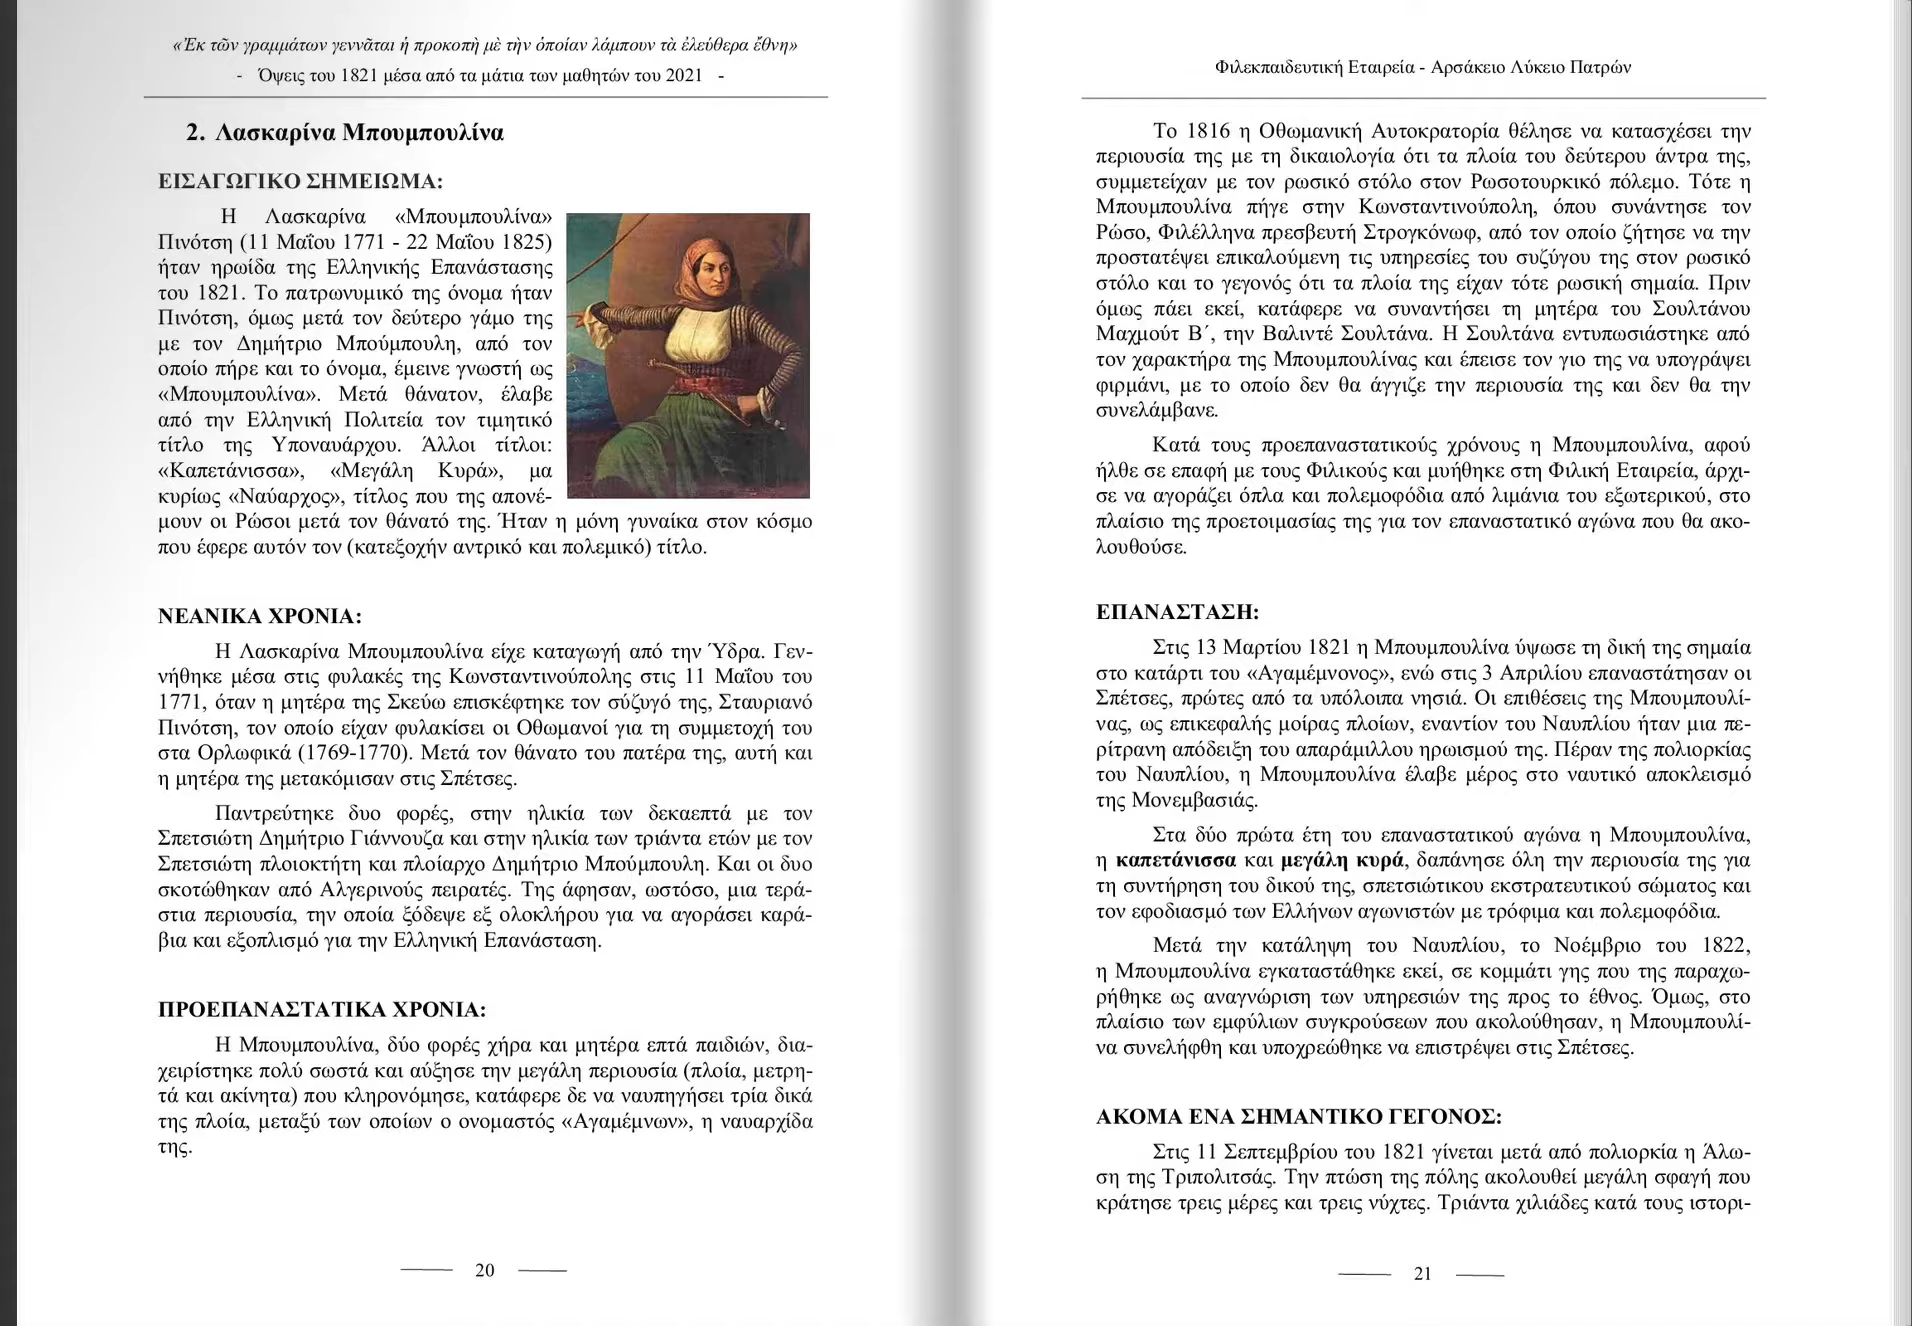 «Ἐκ τῶν γραμμάτων γεννᾶται ἡ προκοπὴ μὲ τὴν ὁποίαν λάμπουν τὰ ἐλεύθερα ἔθνη»
- Όψεις του 1821 μέσα από τα μάτια των μαθητών του 2021 -
2. Λασκαρίνα Μπουμπουλίνα
ΕΙΣΑΓΩΓΙΚΟ ΣΗΜΕΙΩΜΑ:
Η Λασκαρίνα «Μπουμπουλίνα»
Πινότση (11 Μαΐου 1771 - 22 Μαΐου 1825)
ήταν ηρωίδα της Ελληνικής Επανάστασης
του 1821. Το πατρωνυμικό της όνομα ήταν
Πινότση, όμως μετά τον δεύτερο γάμο της
με τον Δημήτριο Μπούμπουλη, από τον
οποίο πήρε και το όνομα, έμεινε γνωστή ως
«Μπουμπουλίνα». Μετά θάνατον, έλαβε
από την Ελληνική Πολιτεία τον τιμητικό
τίτλο της Υποναυάρχου. Άλλοι τίτλοι:
«Καπετάνισσα», «Μεγάλη Κυρά», μα
κυρίως «Ναύαρχος», τίτλος που της απονέ-
μουν οι Ρώσοι μετά τον θάνατό της. Ήταν η μόνη γυναίκα στον κόσμο
που έφερε αυτόν τον (κατεξοχήν αντρικό και πολεμικό) τίτλο.
ΝΕΑΝΙΚΑ ΧΡΟΝΙΑ:
Η Λασκαρίνα Μπουμπουλίνα είχε καταγωγή από την Ύδρα. Γεν-
νήθηκε μέσα στις φυλακές της Κωνσταντινούπολης στις 11 Μαΐου του
1771, όταν η μητέρα της Σκεύω επισκέφτηκε τον σύζυγό της, Σταυριανό
Πινότση, τον οποίο είχαν φυλακίσει οι Οθωμανοί για τη συμμετοχή του
στα Ορλωφικά (1769-1770). Μετά τον θάνατο του πατέρα της, αυτή και
η μητέρα της μετακόμισαν στις Σπέτσες.
Παντρεύτηκε δυο φορές, στην ηλικία των δεκαεπτά με τον
Σπετσιώτη Δημήτριο Γιάννουζα και στην ηλικία των τριάντα ετών με τον
Σπετσιώτη πλοιοκτήτη και πλοίαρχο Δημήτριο Μπούμπουλη. Και οι δυο
σκοτώθηκαν από Αλγερινούς πειρατές. Της άφησαν, ωστόσο, μια τερά-
στια περιουσία, την οποία ξόδεψε εξ ολοκλήρου για να αγοράσει καρά-
βια και εξοπλισμό για την Ελληνική Επανάσταση.
ΠΡΟΕΠΑΝΑΣΤΑΤΙΚΑ ΧΡΟΝΙΑ:
Η Μπουμπουλίνα, δύο φορές χήρα και μητέρα επτά παιδιών, δια-
χειρίστηκε πολύ σωστά και αύξησε την μεγάλη περιουσία (πλοία, μετρη-
τά και ακίνητα) που κληρονόμησε, κατάφερε δε να ναυπηγήσει τρία δικά
της πλοία, μεταξύ των οποίων ο ονομαστός «Αγαμέμνων», η ναυαρχίδα
της.
20
Φιλεκπαιδευτική Εταιρεία - Αρσάκειο Λύκειο Πατρών
Το 1816 η Οθωμανική Αυτοκρατορία θέλησε να κατασχέσει την
περιουσία της με τη δικαιολογία ότι τα πλοία του δεύτερου άντρα της,
συμμετείχαν με τον ρωσικό στόλο στον Ρωσοτουρκικό πόλεμο. Τότε η
Μπουμπουλίνα πήγε στην Κωνσταντινούπολη, όπου συνάντησε τον
Ρώσο, Φιλέλληνα πρεσβευτή Στρογκόνωφ, από τον οποίο ζήτησε να την
προστατέψει επικαλούμενη τις υπηρεσίες του συζύγου της στον ρωσικό
στόλο και το γεγονός ότι τα πλοία της είχαν τότε ρωσική σημαία. Πριν
όμως πάει εκεί, κατάφερε να συναντήσει τη μητέρα του Σουλτάνου
Μαχμούτ Β΄, την Βαλιντέ Σουλτάνα. Η Σουλτάνα εντυπωσιάστηκε από
τον χαρακτήρα της Μπουμπουλίνας και έπεισε τον γιο της να υπογράψει
φιρμάνι, με το οποίο δεν θα άγγιζε την περιουσία της και δεν θα την
συνελάμβανε.
Κατά τους προεπαναστατικούς χρόνους η Μπουμπουλίνα, αφού
ήλθε σε επαφή με τους Φιλικούς και μυήθηκε στη Φιλική Εταιρεία, άρχι-
σε να αγοράζει όπλα και πολεμοφόδια από λιμάνια του εξωτερικού, στο
πλαίσιο της προετοιμασίας της για τον επαναστατικό αγώνα που θα ακο-
λουθούσε.
ΕΠΑΝΑΣΤΑΣΗ:
Στις 13 Μαρτίου 1821 η Μπουμπουλίνα ύψωσε τη δική της σημαία
στο κατάρτι του «Αγαμέμνονος», ενώ στις 3 Απριλίου επαναστάτησαν οι
Σπέτσες, πρώτες από τα υπόλοιπα νησιά. Οι επιθέσεις της Μπουμπουλί-
νας, ως επικεφαλής μοίρας πλοίων, εναντίον του Ναυπλίου ήταν μια πε-
ρίτρανη απόδειξη του απαράμιλλου ηρωισμού της. Πέραν της πολιορκίας
του Ναυπλίου, η Μπουμπουλίνα έλαβε μέρος στο ναυτικό αποκλεισμό
της Μονεμβασιάς.
Στα δύο πρώτα έτη του επαναστατικού αγώνα η Μπουμπουλίνα,
η καπετάνισσα και μεγάλη κυρά, δαπάνησε όλη την περιουσία της για
τη συντήρηση του δικού της, σπετσιώτικου εκστρατευτικού σώματος και
τον εφοδιασμό των Ελλήνων αγωνιστών με τρόφιμα και πολεμοφόδια.
Μετά την κατάληψη του Ναυπλίου, το Νοέμβριο του 1822,
η Μπουμπουλίνα εγκαταστάθηκε εκεί, σε κομμάτι γης που της παραχω-
ρήθηκε ως αναγνώριση των υπηρεσιών της προς το έθνος. Όμως, στο
πλαίσιο των εμφύλιων συγκρούσεων που ακολούθησαν, η Μπουμπουλί-
να συνελήφθη και υποχρεώθηκε να επιστρέψει στις Σπέτσες.
ΑΚΟΜΑ ΕΝΑ ΣΗΜΑΝΤΙΚΟ ΓΕΓΟΝΟΣ:
Στις 11 Σεπτεμβρίου του 1821 γίνεται μετά από πολιορκία η Άλω-
ση της Τριπολιτσάς. Την πτώση της πόλης ακολουθεί μεγάλη σφαγή που
κράτησε τρεις μέρες και τρεις νύχτες. Τριάντα χιλιάδες κατά τους ιστορι-
21